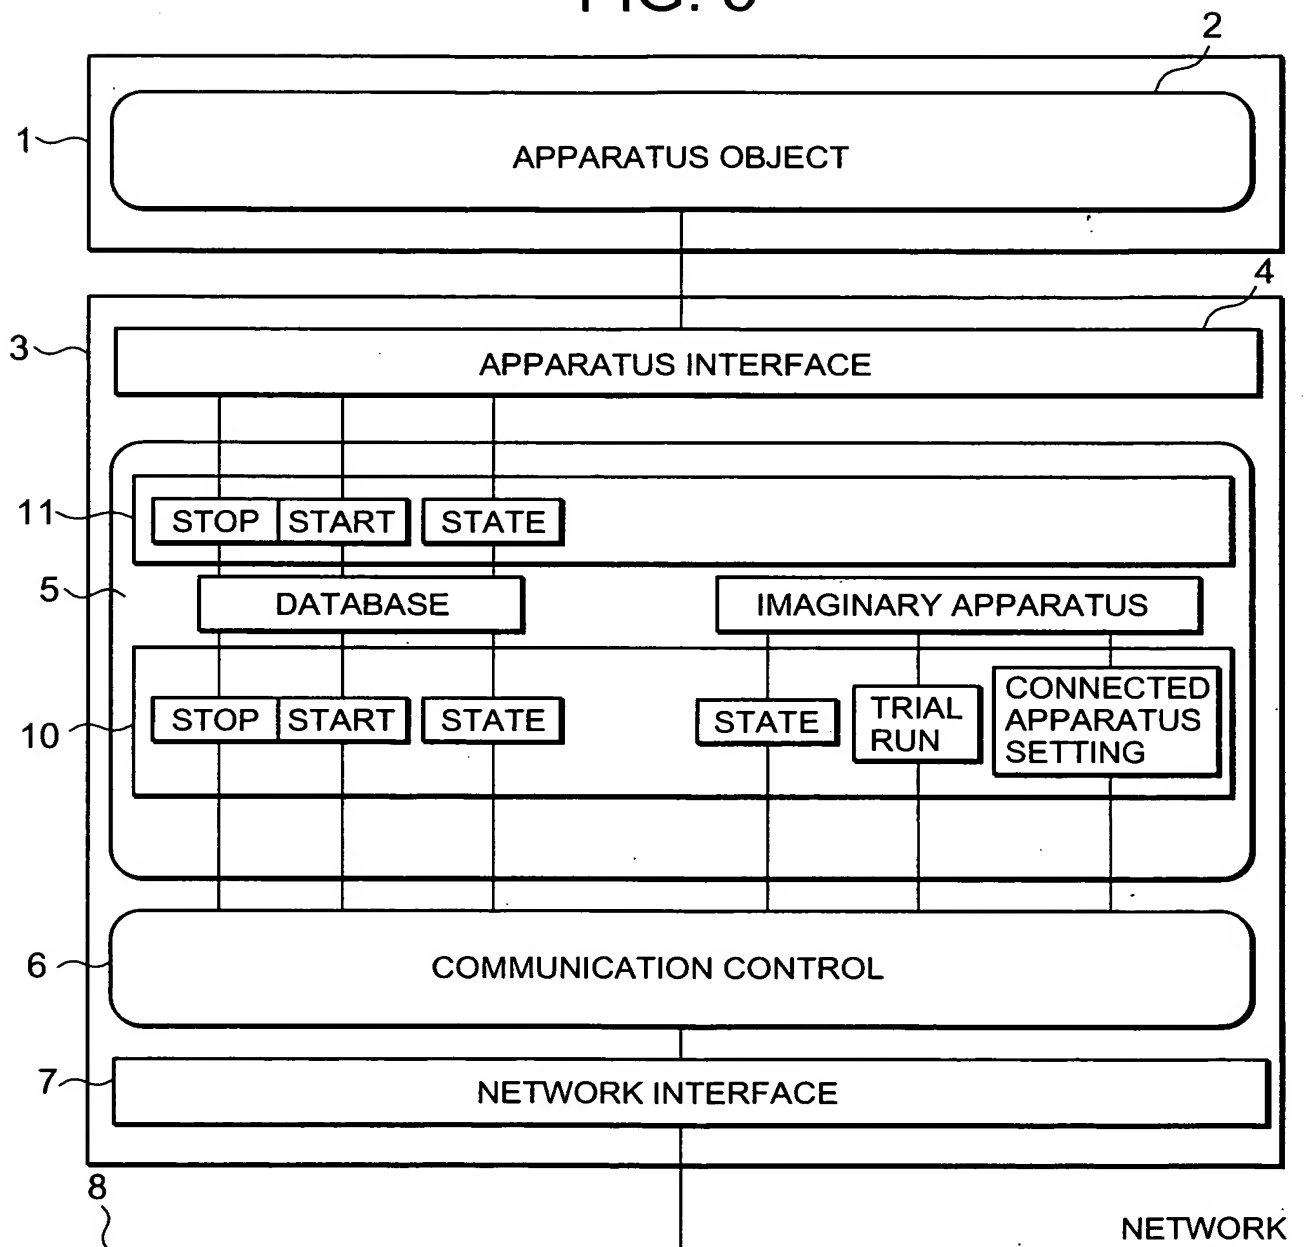 2
1
APPARATUS OBJECT
4
3
APPARATUS INTERFACE
11
STOP START STATE
5
DATABASE IMAGINARY APPARATUS
10
STOP START STATE STATE
TRIAL
RUN
CONNECTED
APPARATUS
SETTING
6
COMMUNICATION CONTROL
7
NETWORK INTERFACE
8
NETWORK